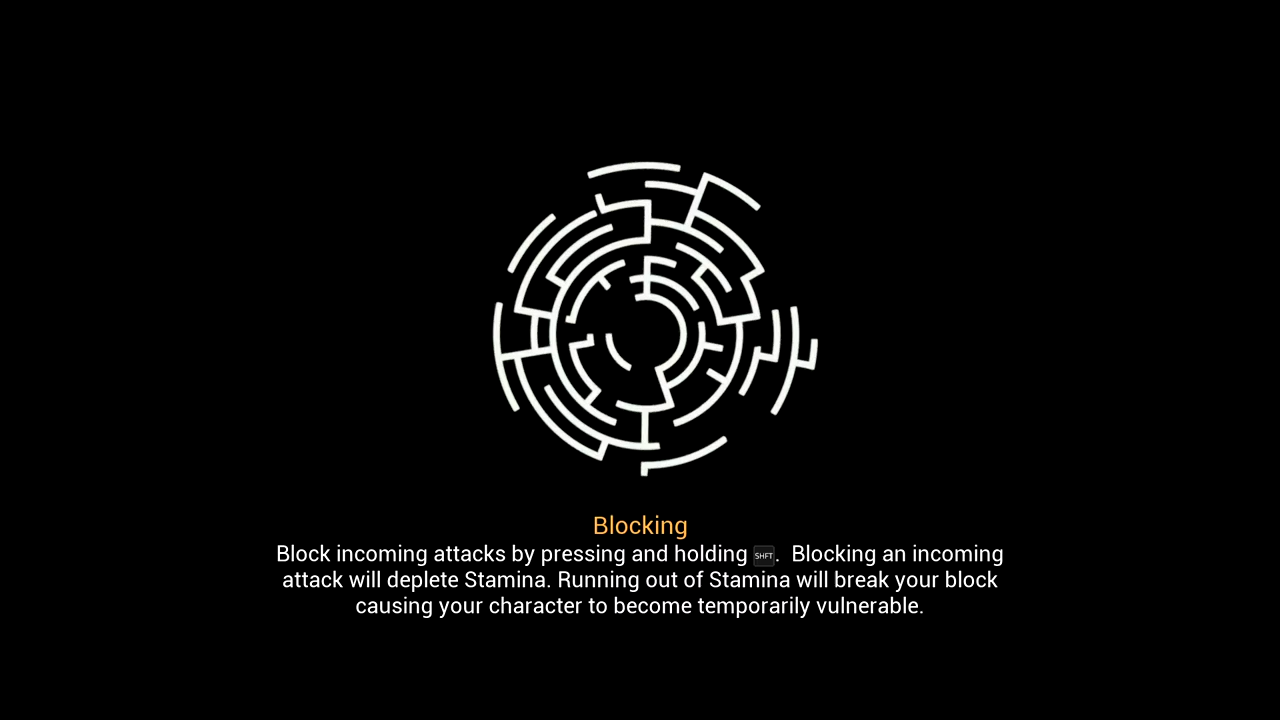 Blocking
Block incoming attacks by pressing and holding SHFT.  Blocking an incoming
attack will deplete Stamina. Running out of Stamina will break your block
causing your character to become temporarily vulnerable.